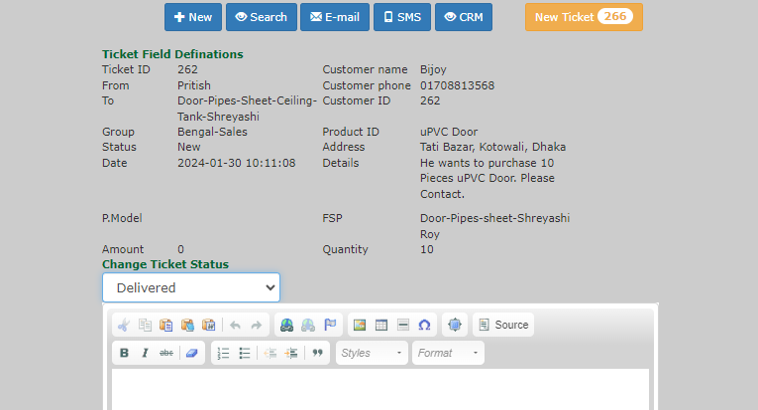 New Search E-mail SMS CRM New Ticket 266
Ticket Field Definations
Ticket ID 262 Customer name Bijoy
From Pritish Customer phone 01708813568
To Door-Pipes-Sheet-Ceiling- Customer ID 262
Tank-Shreyashi
Group Bengal-Sales Product ID uPVC Door
Status New Address Tati Bazar, Kotowali, Dhaka
Date 2024-01-30 10:11:08 Details He wants to purchase 10
Pieces uPVC Door. Please
Contact.
P.Model FSP Door-Pipes-sheet-Shreyashi
Roy
Amount 0 Quantity 10
Change Ticket Status
Delivered
Source
B I abc Styles Format